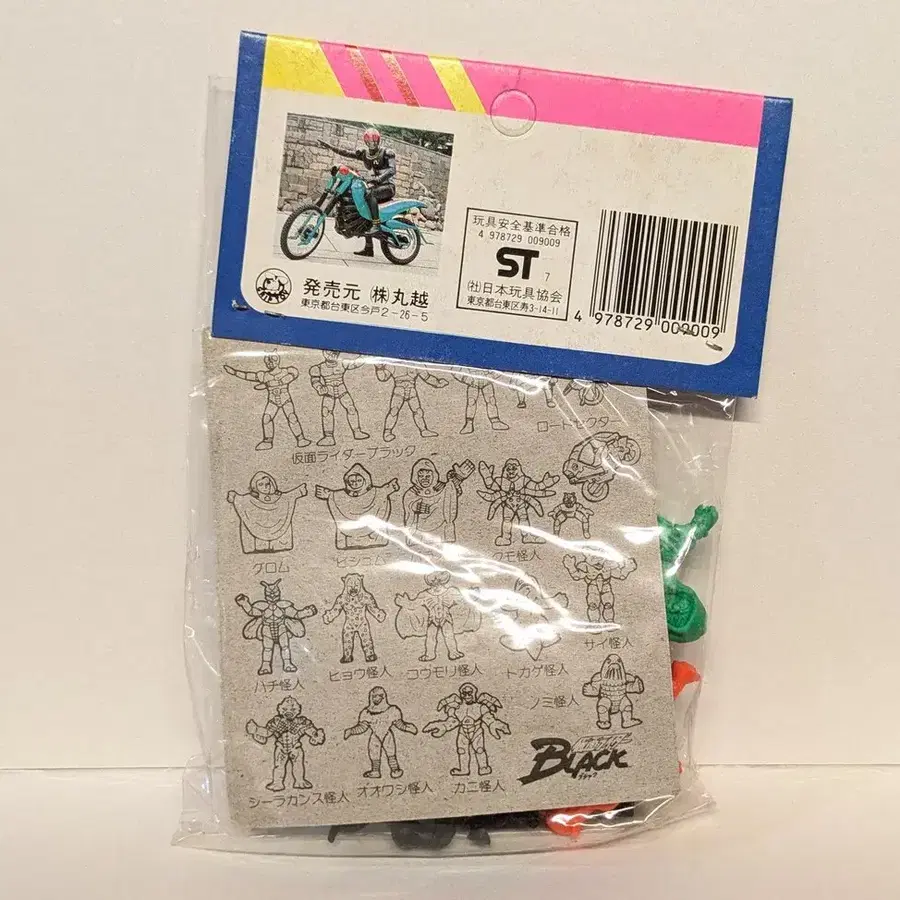 玩具安全基準合格
4 978729 009009
ST 7
(社)日本玩具協会
東京都台東区寿3-14-11
発売元 (株)丸越
東京都台東区今戸2-26-5
4 978729 009009
ロードセクター
仮面ライダーブラック
クモ怪人
ビシュム
サイ怪人
ハチ怪人
ヒョウ怪人
コウモリ怪人
トカゲ怪人
ノミ怪人
シーラカンス怪人
オオワシ怪人
カニ怪人
BLACK
ブラック